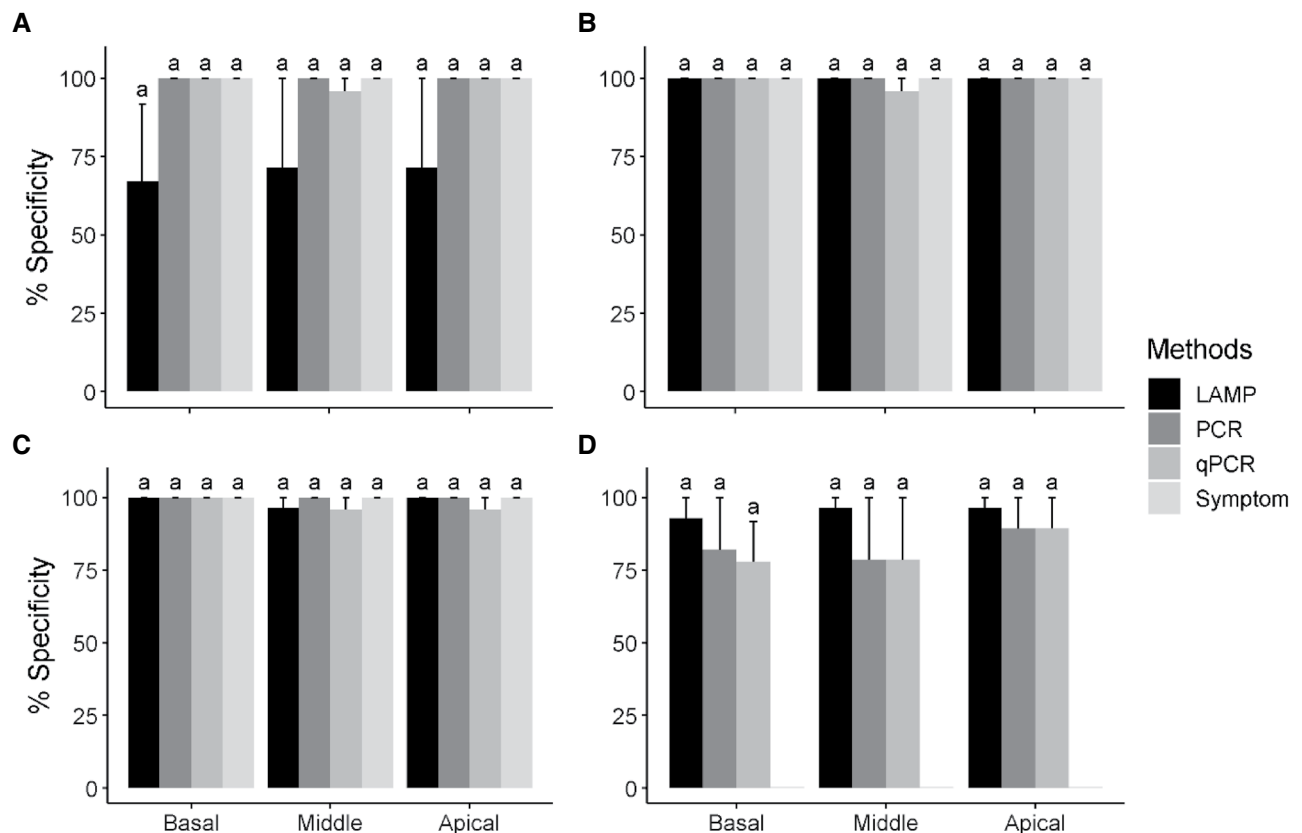 A
% Specificity
100
75
50
25
0
a a a a a a a a a a a a
B
100
75
50
25
0
a a a a a a a a a a a a
C
% Specificity
100
75
50
25
0
a a a a a a a a a a a a
Basal Middle Apical
D
100
75
50
25
0
a a a a a a a a a
Basal Middle Apical
Methods
LAMP
PCR
qPCR
Symptom